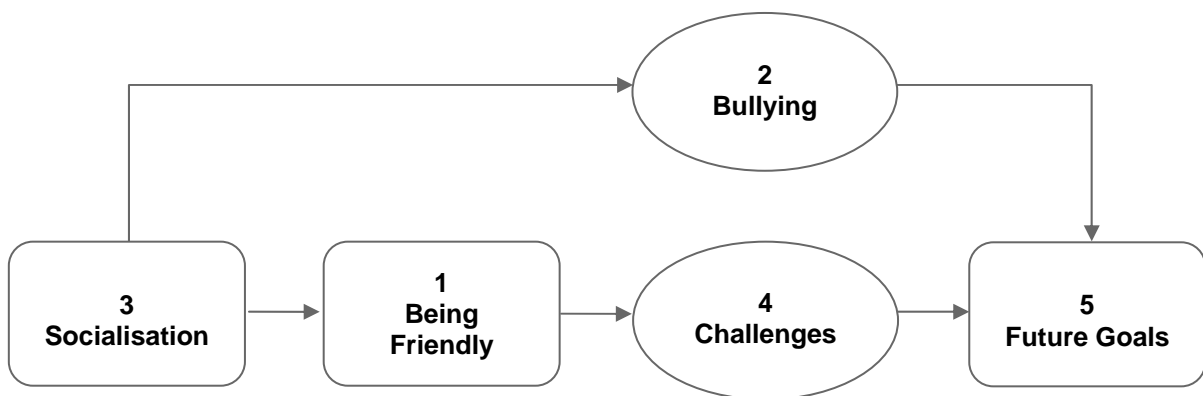 2
Bullying
3
Socialisation
1
Being
Friendly
4
Challenges
5
Future Goals